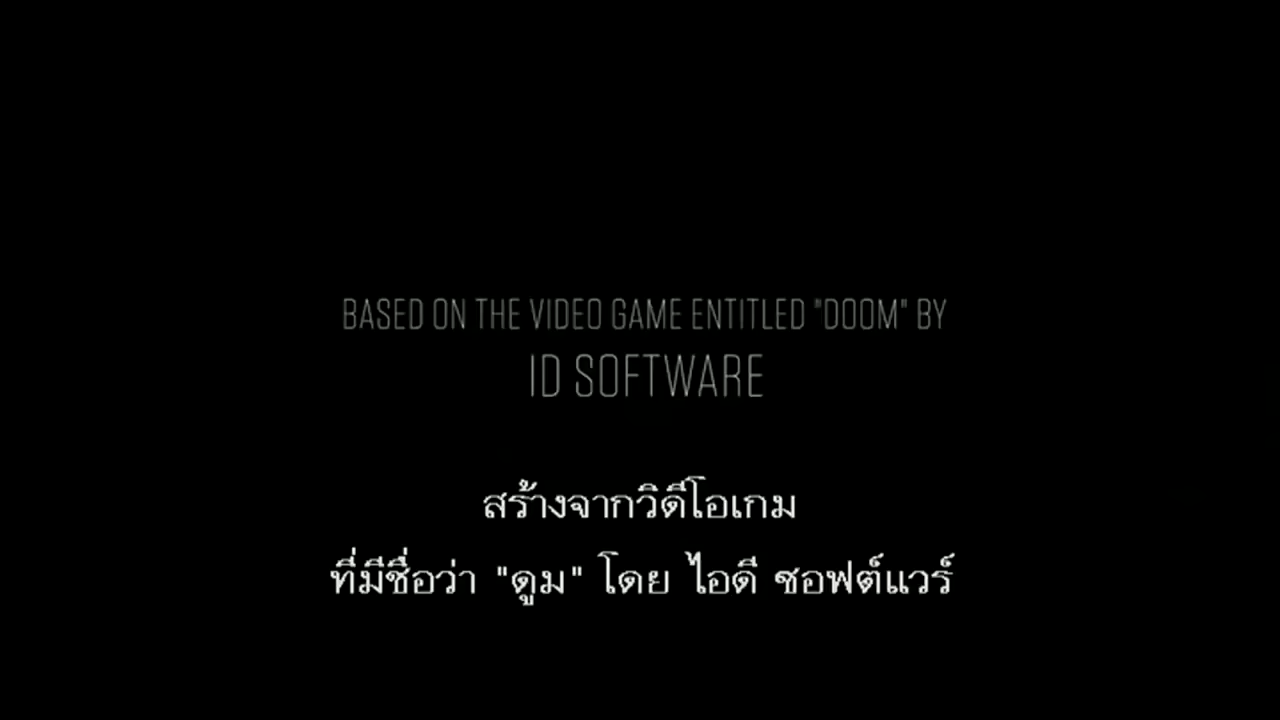 BASED ON THE VIDEO GAME ENTITLED "DOOM" BY
ID SOFTWARE
สร้างจากวิดีโอเกม
ที่มีชื่อว่า "ดูม" โดย ไอดี ซอฟต์แวร์